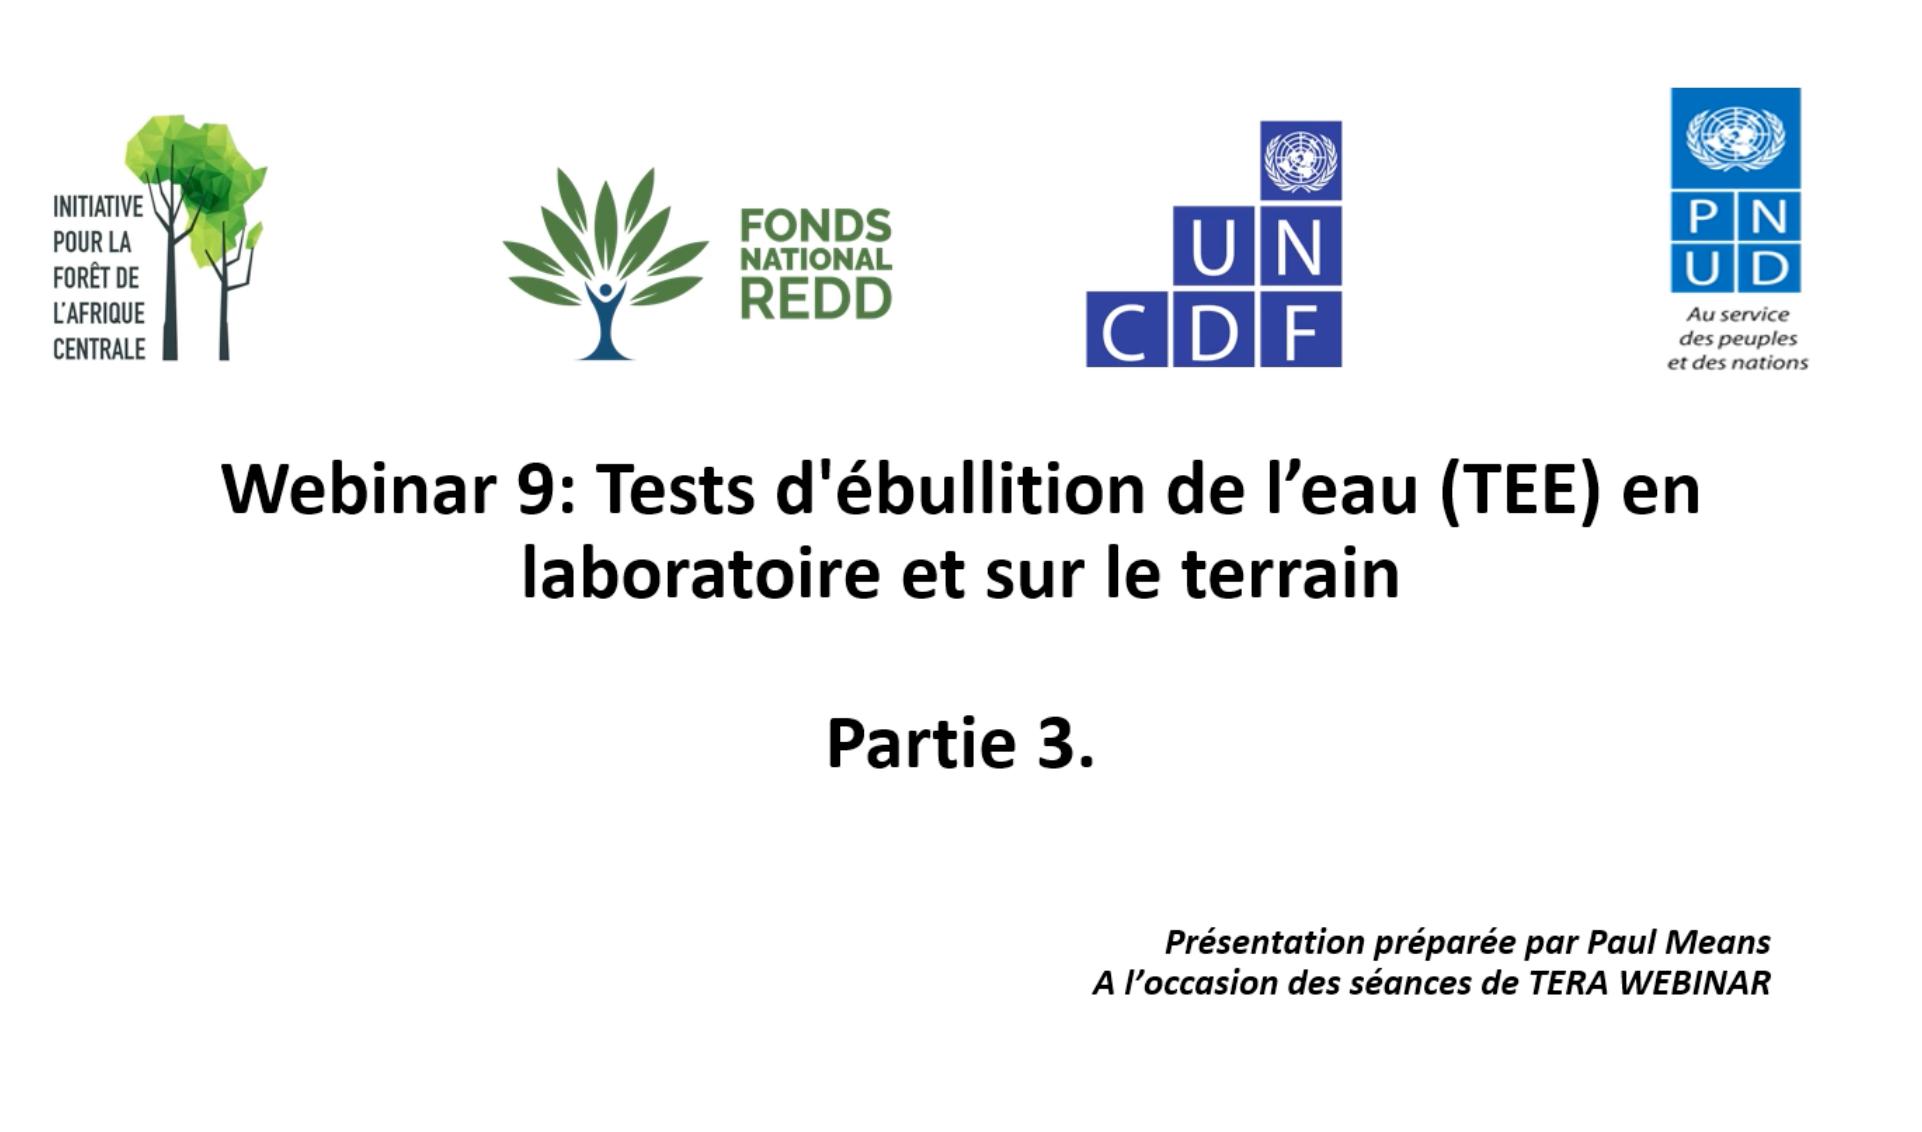 INITIATIVE
POUR LA
FORÊT DE
L'AFRIQUE
CENTRALE
FONDS
NATIONAL
REDD
UN
CDF
PN
UD
Au service
des peuples
et des nations
Webinar 9: Tests d'ébullition de l’eau (TEE) en
laboratoire et sur le terrain
Partie 3.
Présentation préparée par Paul Means
A l’occasion des séances de TERA WEBINAR